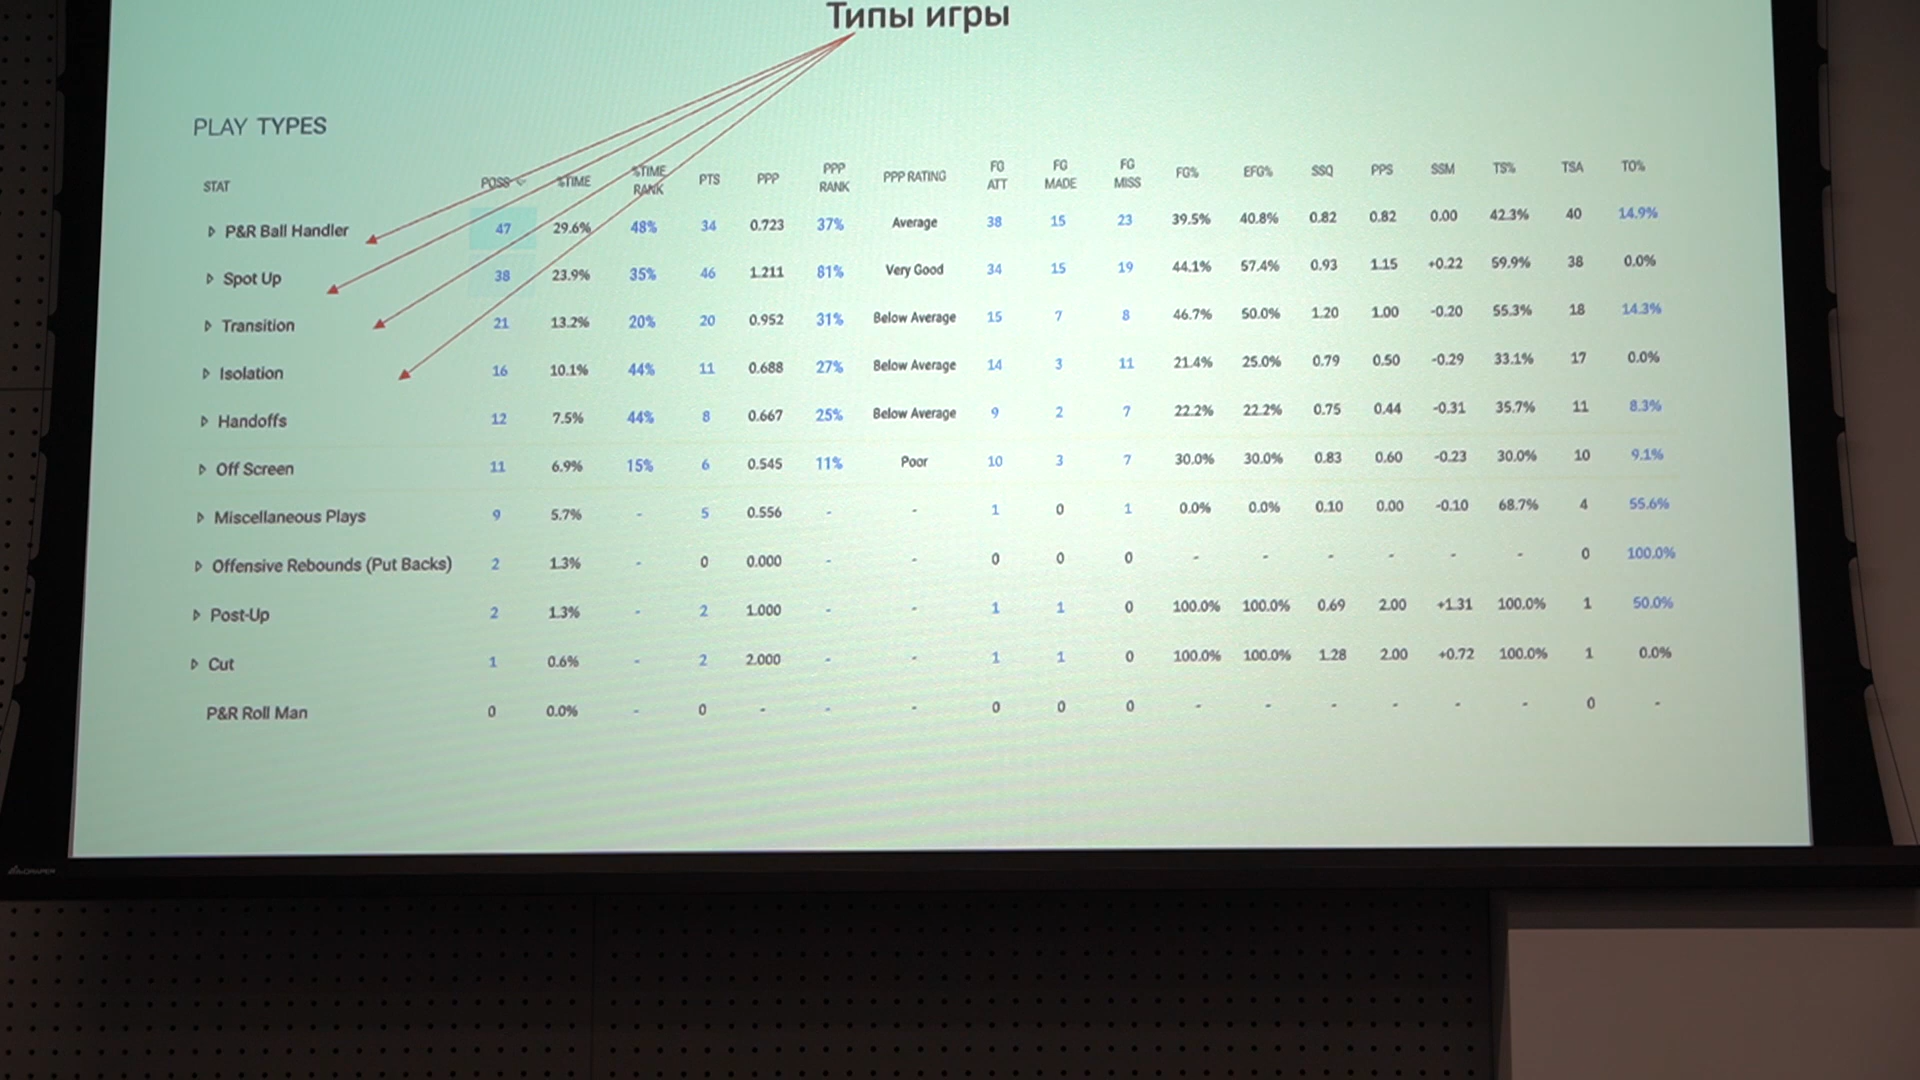 Типы игры
PLAY TYPES
STAT POSS %TIME %TIME RANK PTS PPP PPP RANK PPP RATING FG ATT FG MADE FG MISS FG% EFG% SSQ PPS SSM TS% TSA TO%
P&R Ball Handler 47 29.6% 48% 34 0.723 37% Average 38 15 23 39.5% 40.8% 0.82 0.82 0.00 42.3% 40 14.9%
Spot Up 38 23.9% 35% 46 1.211 81% Very Good 34 15 19 44.1% 57.4% 0.93 1.15 +0.22 59.9% 38 0.0%
Transition 21 13.2% 20% 20 0.952 31% Below Average 15 7 8 46.7% 50.0% 1.20 1.00 -0.20 55.3% 18 14.3%
Isolation 16 10.1% 44% 11 0.688 27% Below Average 14 3 11 21.4% 25.0% 0.79 0.50 -0.29 33.1% 17 0.0%
Handoffs 12 7.5% 44% 8 0.667 25% Below Average 9 2 7 22.2% 22.2% 0.75 0.44 -0.31 35.7% 11 8.3%
Off Screen 11 6.9% 15% 6 0.545 11% Poor 10 3 7 30.0% 30.0% 0.83 0.60 -0.23 30.0% 10 9.1%
Miscellaneous Plays 9 5.7% - 5 0.556 - - 1 0 1 0.0% 0.0% 0.10 0.00 -0.10 68.7% 4 55.6%
Offensive Rebounds (Put Backs) 2 1.3% - 0 0.000 - - 0 0 0 - - - - - - 0 100.0%
Post-Up 2 1.3% - 2 1.000 - - 1 1 0 100.0% 100.0% 0.69 2.00 +1.31 100.0% 1 50.0%
Cut 1 0.6% - 2 2.000 - - 1 1 0 100.0% 100.0% 1.28 2.00 +0.72 100.0% 1 0.0%
P&R Roll Man 0 0.0% - 0 - - - 0 0 0 - - - - - - 0 -